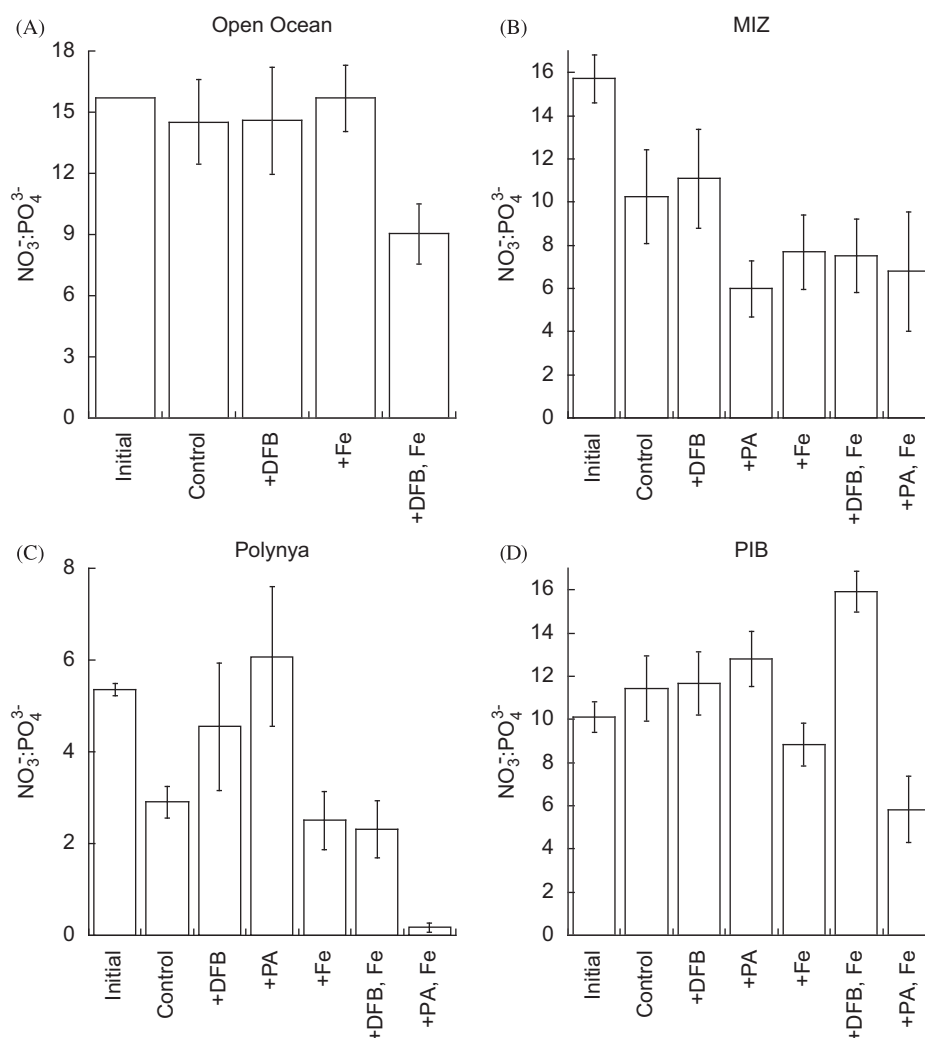 (A)
Open Ocean
18
15
12
9
6
3
0
NO₃⁻:PO₄³⁻
Initial
Control
+DFB
+Fe
+DFB, Fe
(B)
MIZ
16
14
12
10
8
6
4
2
0
NO₃⁻:PO₄³⁻
Initial
Control
+DFB
+PA
+Fe
+DFB, Fe
+PA, Fe
(C)
Polynya
8
6
4
2
0
NO₃⁻:PO₄³⁻
Initial
Control
+DFB
+PA
+Fe
+DFB, Fe
+PA, Fe
(D)
PIB
16
14
12
10
8
6
4
2
0
NO₃⁻:PO₄³⁻
Initial
Control
+DFB
+PA
+Fe
+DFB, Fe
+PA, Fe